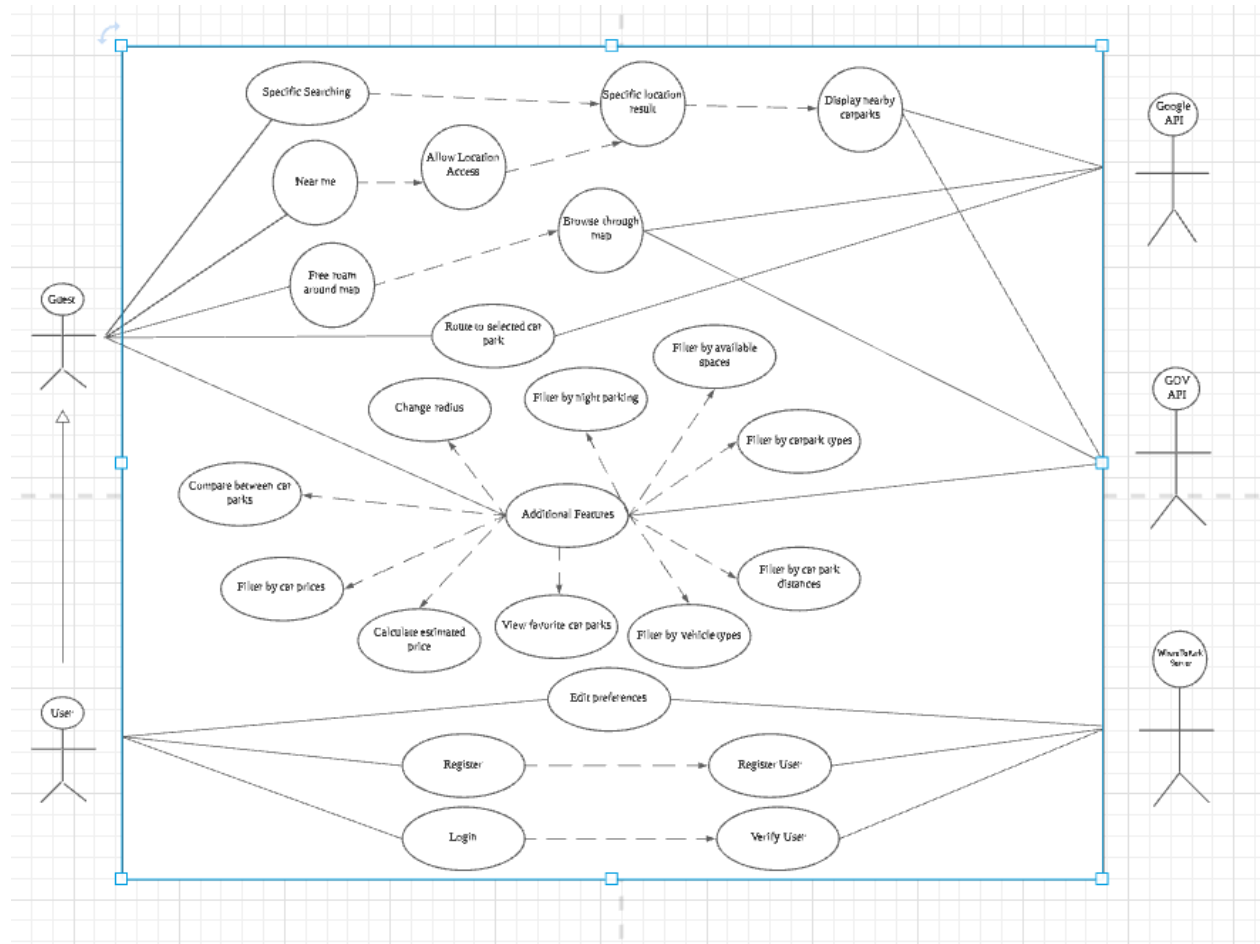 Specific Searching
Specific location
result
Display nearby
carparks
Google
API
Near me
Allow Location
Access
Browse through
map
Free roam
around map
Guest
Route to selected car
park
Filter by available
spaces
Change radius
Filter by night parking
GOV
API
Filter by carpark types
Compare between car
parks
Additional Features
Filter by car prices
Filter by car park
distances
Calculate estimated
price
View favorite car parks
Filter by vehicle types
Edit preferences
User
Register
Register User
Login
Verify User